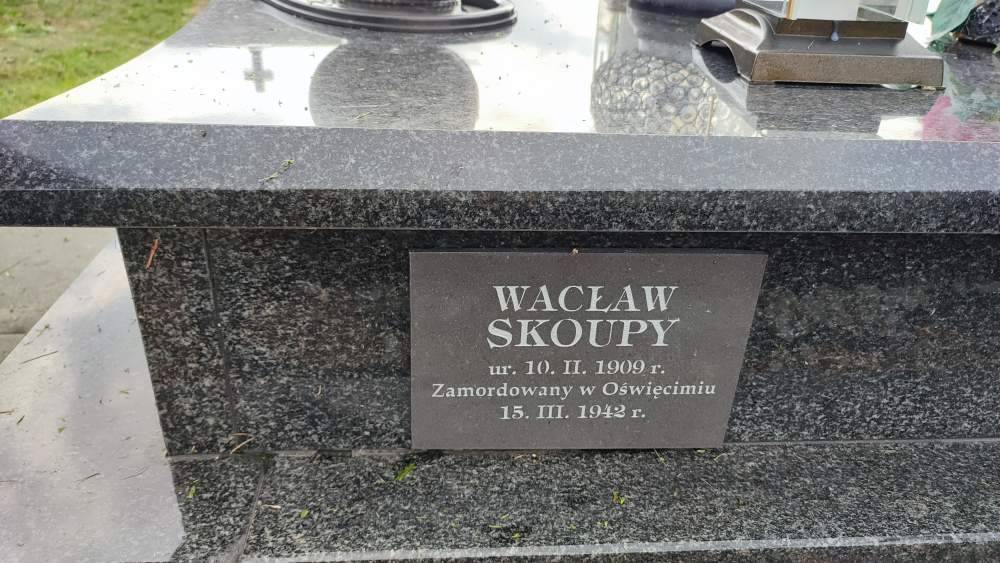 WACŁAW
SKOUPY
ur. 10. II. 1909 r.
Zamordowany w Oświęcimiu
15. III. 1942 r.